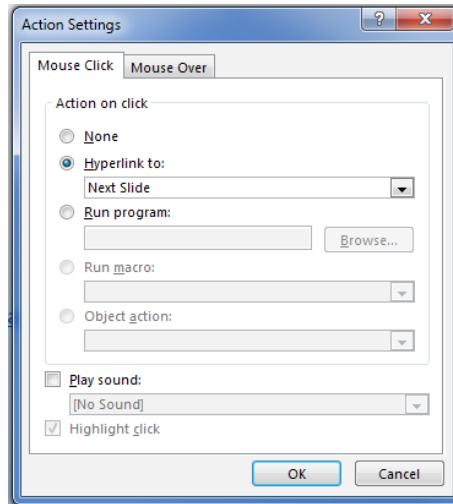 Action Settings
Mouse Click Mouse Over
Action on click
None
Hyperlink to:
Next Slide
Run program:
Browse...
Run macro:
Object action:
Play sound:
[No Sound]
Highlight click
OK Cancel